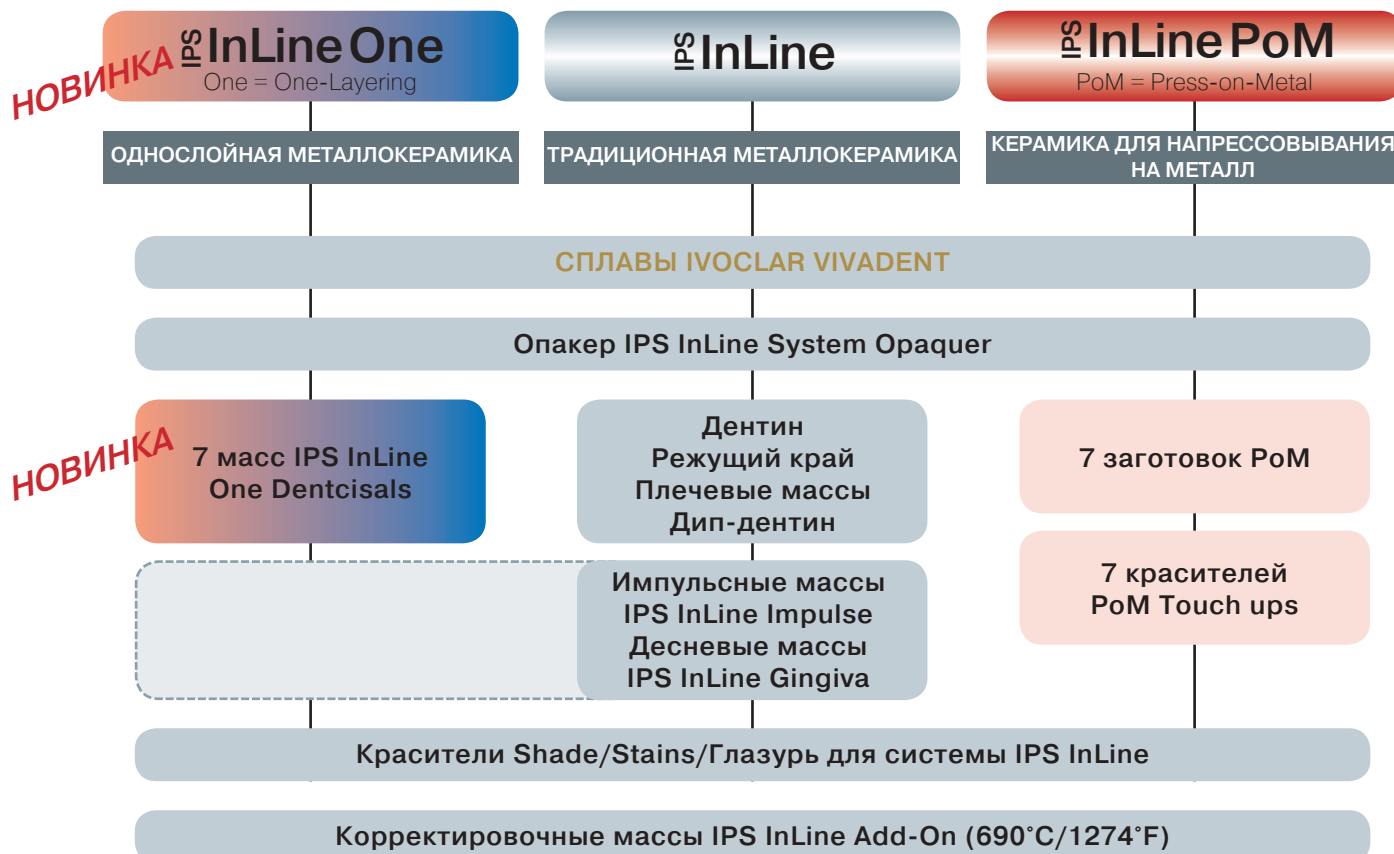 НОВИНКА
IPS InLine One
One = One-Layering
IPS InLine
IPS InLine PoM
PoM = Press-on-Metal
ОДНОСЛОЙНАЯ МЕТАЛЛОКЕРАМИКА
ТРАДИЦИОННАЯ МЕТАЛЛОКЕРАМИКА
КЕРАМИКА ДЛЯ НАПРЕССОВЫВАНИЯ
НА МЕТАЛЛ
СПЛАВЫ IVOCLAR VIVADENT
Опакер IPS InLine System Opaquer
НОВИНКА
7 масс IPS InLine
One Dentcisals
Дентин
Режущий край
Плечевые массы
Дип-дентин
7 заготовок PoM
Импульсные массы
IPS InLine Impulse
Десневые массы
IPS InLine Gingiva
7 красителей
PoM Touch ups
Красители Shade/Stains/Глазурь для системы IPS InLine
Корректировочные массы IPS InLine Add-On (690°C/1274°F)